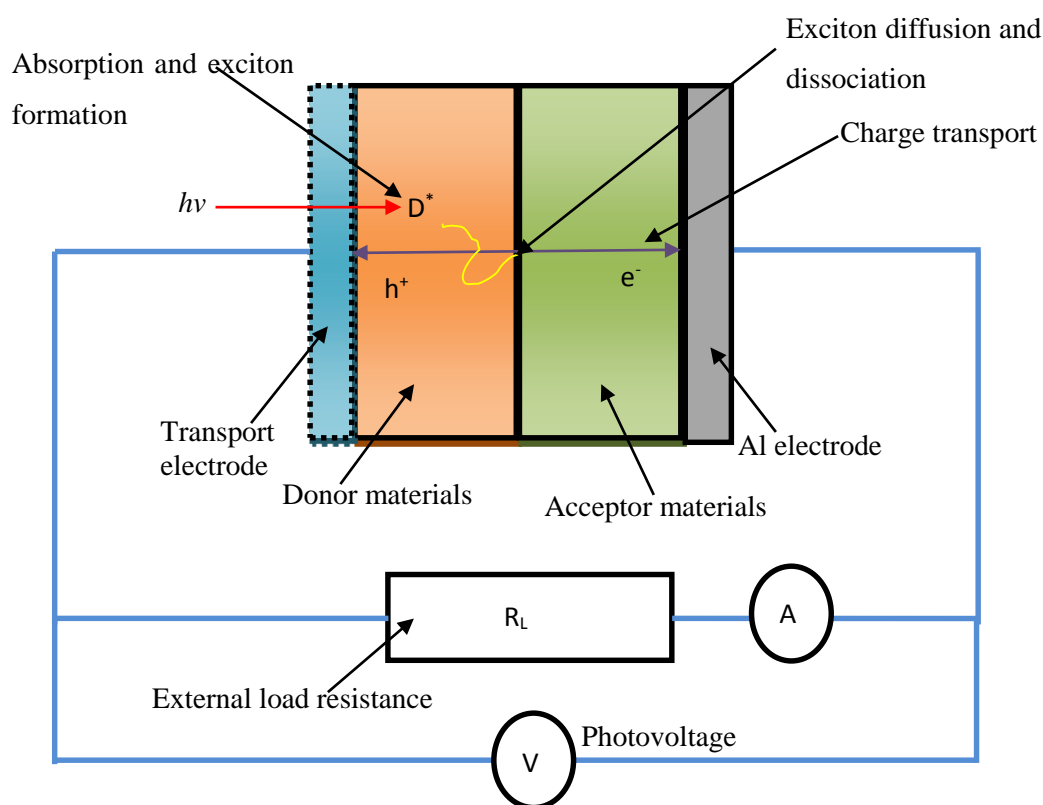 Exciton diffusion and
dissociation
Absorption and exciton
formation
Charge transport
hν
D*
h+
e-
Transport
electrode
Al electrode
Donor materials
Acceptor materials
RL
A
External load resistance
Photovoltage
V